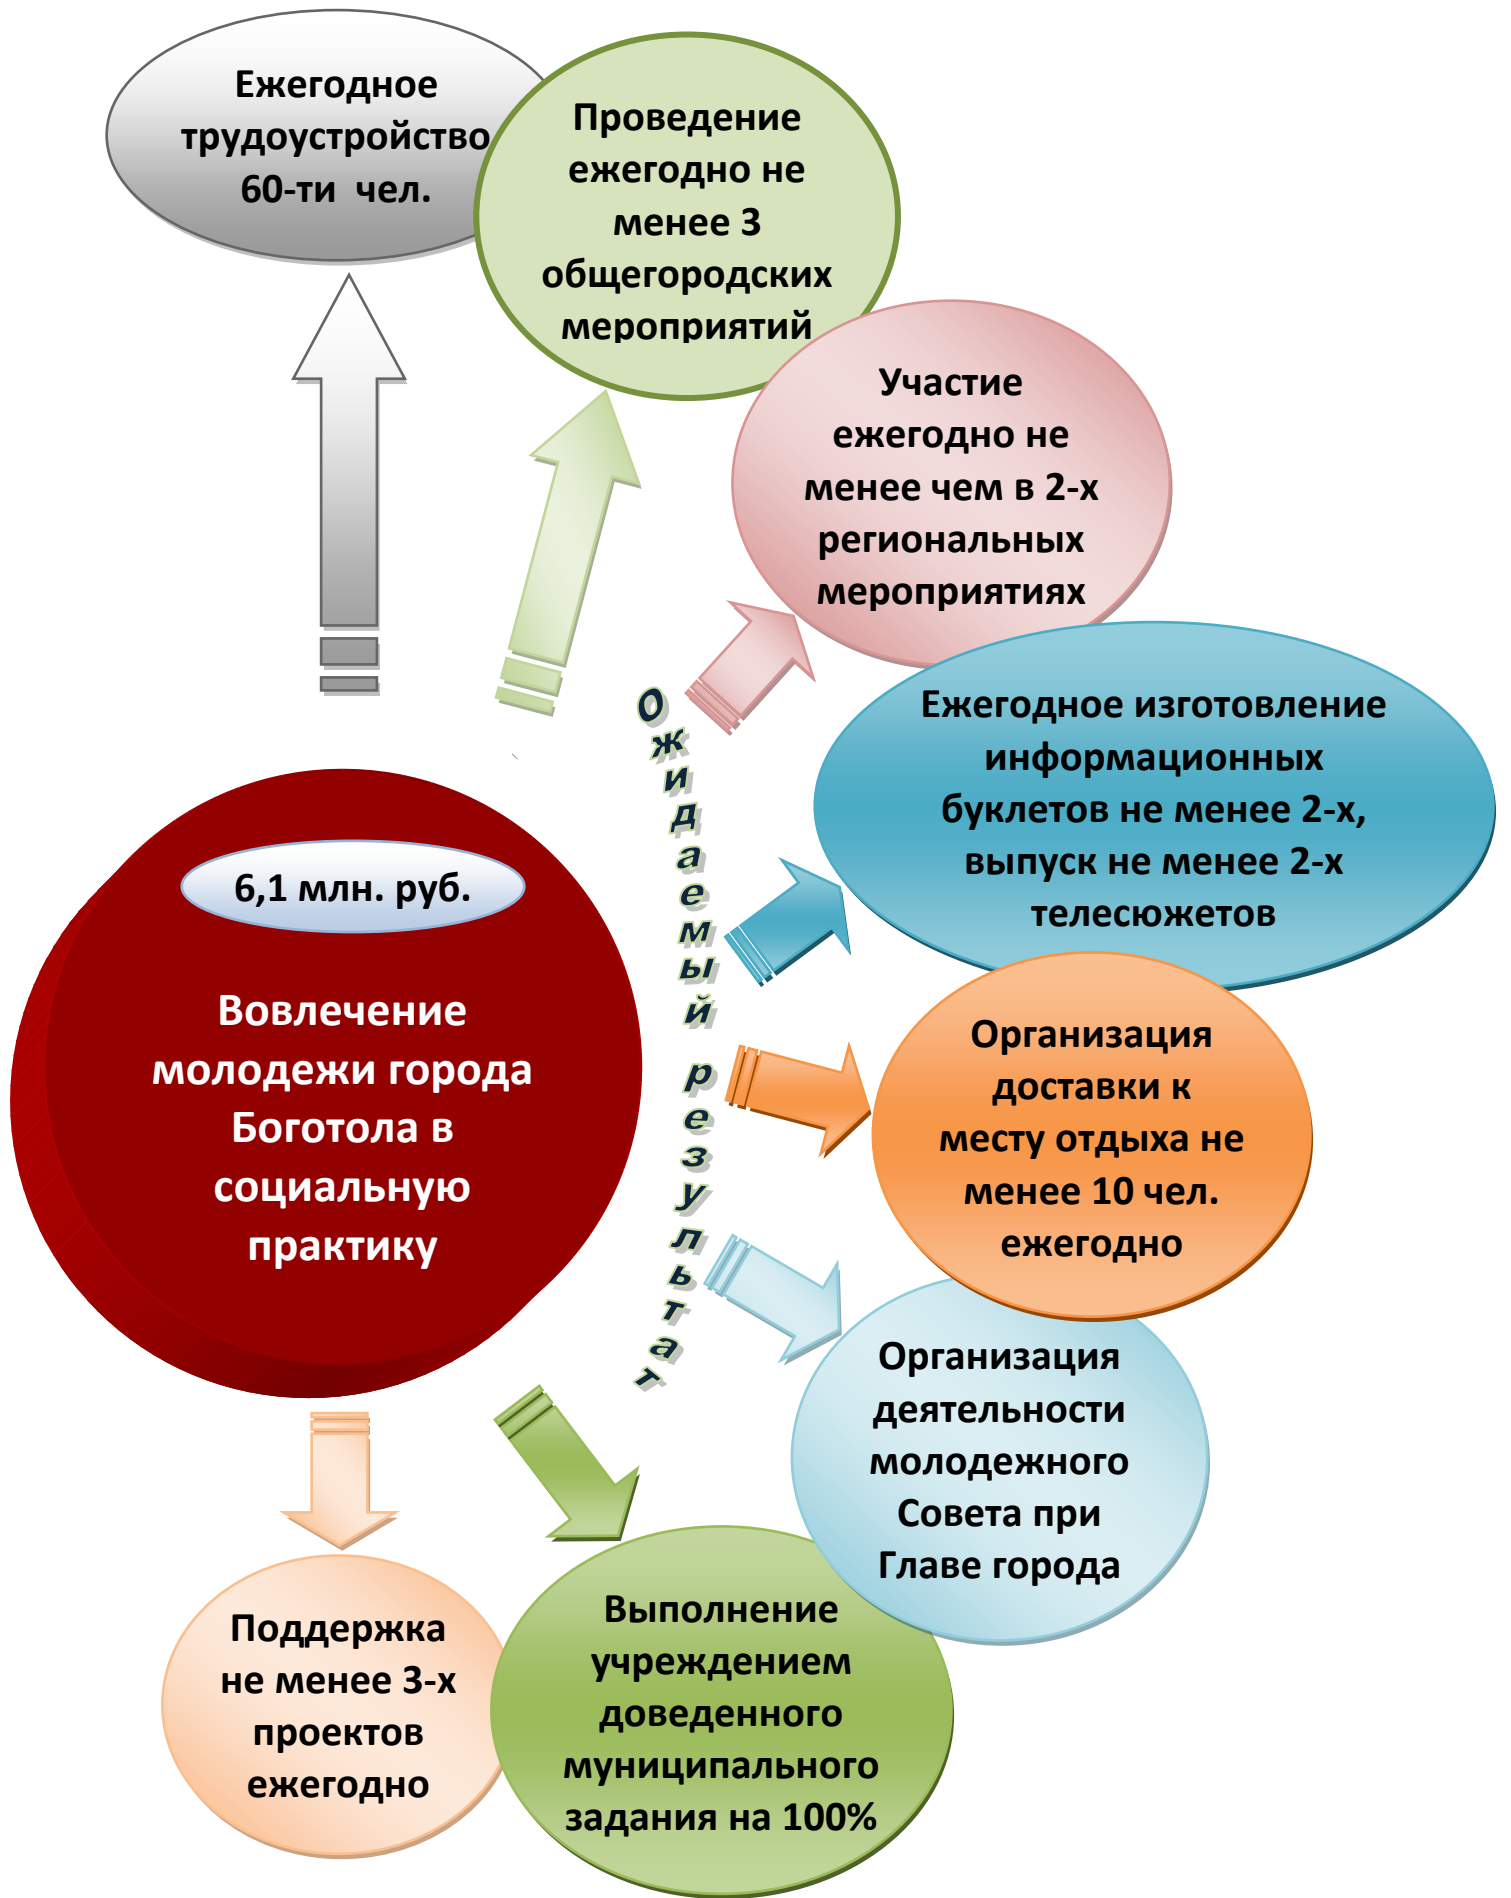 Ежегодное
трудоустройство
60-ти чел.
Проведение
ежегодно не
менее 3
общегородских
мероприятий
Участие
ежегодно не
менее чем в 2-х
региональных
мероприятиях
Ежегодное изготовление
информационных
буклетов не менее 2-х,
выпуск не менее 2-х
телесюжетов
Ожидаемый результат
6,1 млн. руб.
Вовлечение
молодежи города
Боготола в
социальную
практику
Организация
доставки к
месту отдыха не
менее 10 чел.
ежегодно
Организация
деятельности
молодежного
Совета при
Главе города
Выполнение
учреждением
доведенного
муниципального
задания на 100%
Поддержка
не менее 3-х
проектов
ежегодно